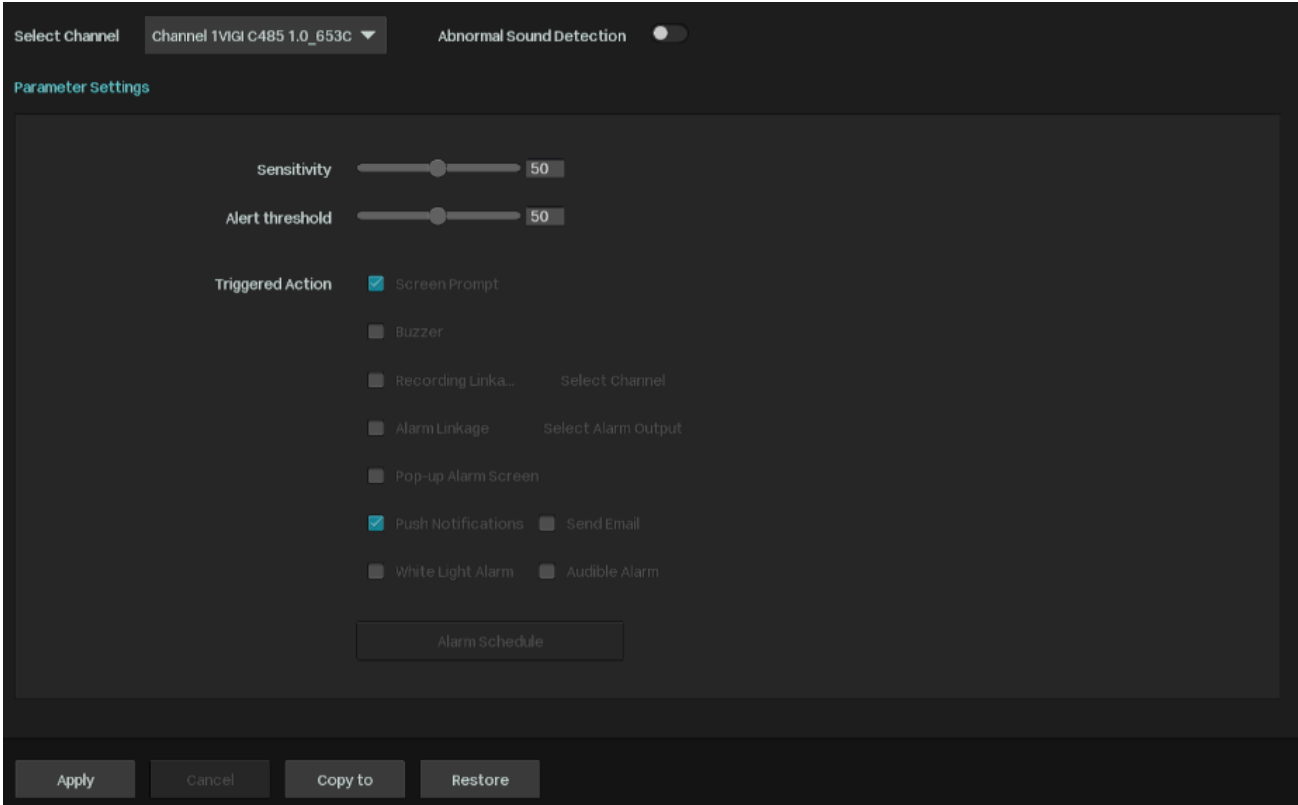 Select Channel Channel 1VIGI C485 1.0_653C Abnormal Sound Detection
Parameter Settings
Sensitivity 50
Alert threshold 50
Triggered Action Screen Prompt
Buzzer
Recording Linka... Select Channel
Alarm Linkage Select Alarm Output
Pop-up Alarm Screen
Push Notifications Send Email
White Light Alarm Audible Alarm
Alarm Schedule
Apply Cancel Copy to Restore